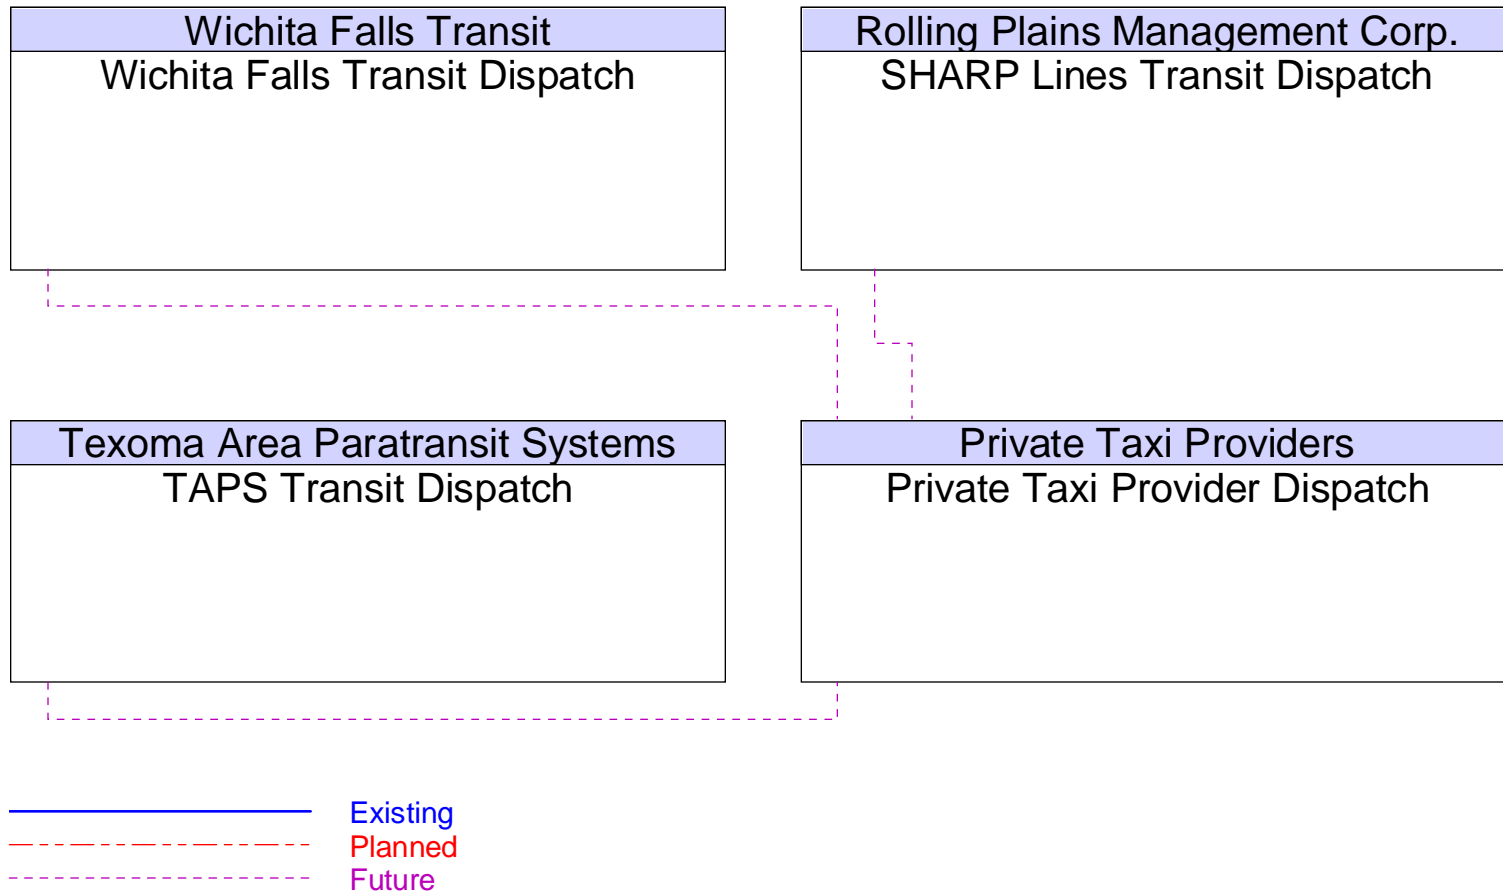 Wichita Falls Transit
Wichita Falls Transit Dispatch
Rolling Plains Management Corp.
SHARP Lines Transit Dispatch
Texoma Area Paratransit Systems
TAPS Transit Dispatch
Private Taxi Providers
Private Taxi Provider Dispatch
Existing
Planned
Future